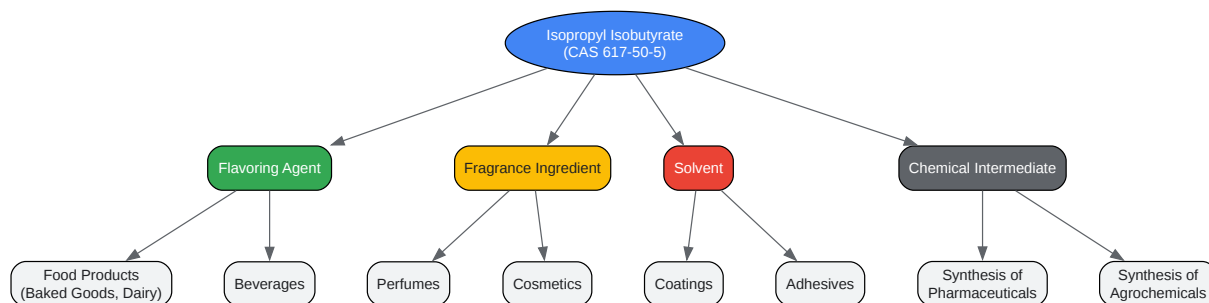 Isopropyl Isobutyrate
(CAS 617-50-5)
Flavoring Agent
Fragrance Ingredient
Solvent
Chemical Intermediate
Food Products
(Baked Goods, Dairy)
Beverages
Perfumes
Cosmetics
Coatings
Adhesives
Synthesis of
Pharmaceuticals
Synthesis of
Agrochemicals